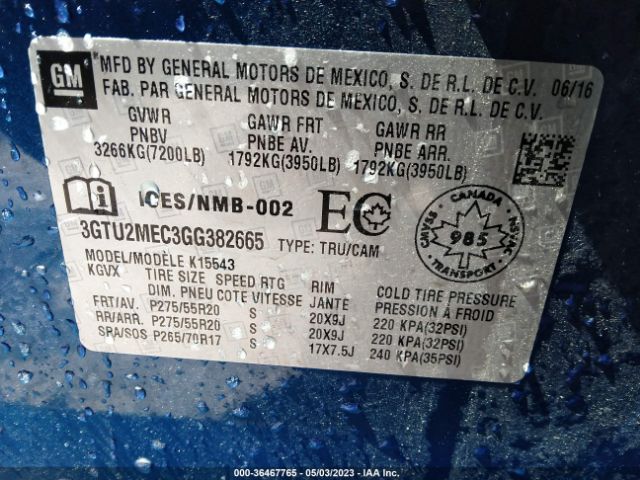 GM
MFD BY GENERAL MOTORS DE MEXICO, S. DE R.L. DE C.V. 06/16
FAB. PAR GENERAL MOTORS DE MEXICO, S. DE R.L. DE C.V.
GVWR GAWR FRT GAWR RR
PNBV PNBE AV. PNBE ARR.
3266KG(7200LB) 1792KG(3950LB) 1792KG(3950LB)
ICES/NMB-002 EC
CANADA
CMVSS NSVAC
985
TRANSPORT
3GTU2MEC3GG382665 TYPE: TRU/CAM
MODEL/MODÈLE K15543
KGVX TIRE SIZE SPEED RTG RIM COLD TIRE PRESSURE
DIM. PNEU COTE VITESSE JANTE PRESSION À FROID
FRT/AV. P275/55R20 S 20X9J 220 KPA(32PSI)
RR/ARR. P275/55R20 S 20X9J 220 KPA(32PSI)
SPA/SOS P265/70R17 17X7.5J 240 KPA(35PSI)
000-36467765 - 05/03/2023 - IAA Inc.